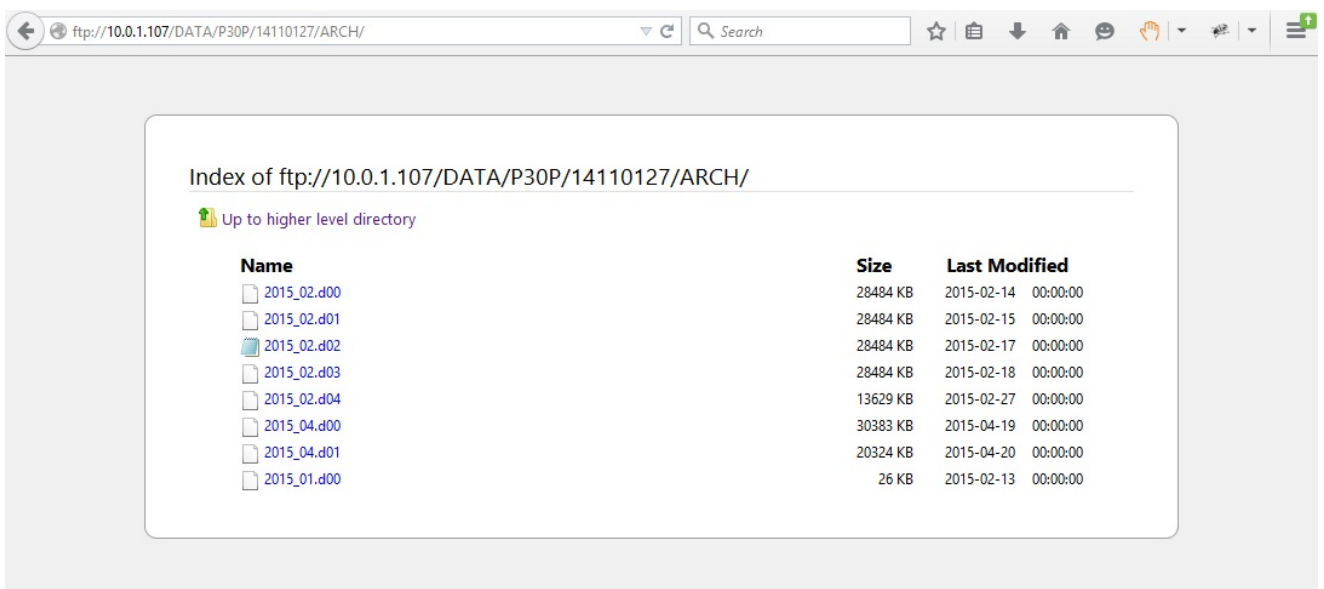 ftp://10.0.1.107/DATA/P30P/14110127/ARCH/ Search
Index of ftp://10.0.1.107/DATA/P30P/14110127/ARCH/
Up to higher level directory
Name Size Last Modified
2015_02.d00 28484 KB 2015-02-14 00:00:00
2015_02.d01 28484 KB 2015-02-15 00:00:00
2015_02.d02 28484 KB 2015-02-17 00:00:00
2015_02.d03 28484 KB 2015-02-18 00:00:00
2015_02.d04 13629 KB 2015-02-27 00:00:00
2015_04.d00 30383 KB 2015-04-19 00:00:00
2015_04.d01 20324 KB 2015-04-20 00:00:00
2015_01.d00 26 KB 2015-02-13 00:00:00